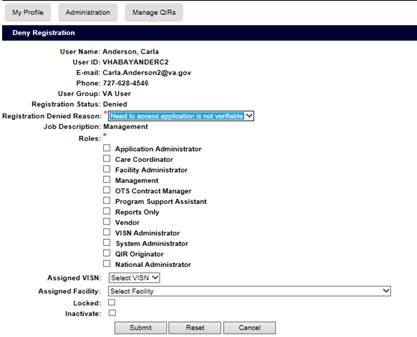 My Profile Administration Manage QIRs
Deny Registration
User Name: Anderson, Carla
User ID: VHABAYANDERC2
E-mail: Carla.Anderson2@va.gov
Phone: 727-628-4546
User Group: VA User
Registration Status: Denied
Registration Denied Reason: * Need to access application is not verifiable
Job Description: Management
Roles: *
Application Administrator
Care Coordinator
Facility Administrator
Management
OTS Contract Manager
Program Support Assistant
Reports Only
Vendor
VISN Administrator
System Administrator
QIR Originator
National Administrator
Assigned VISN: Select VISN
Assigned Facility: Select Facility
Locked:
Inactivate:
Submit Reset Cancel